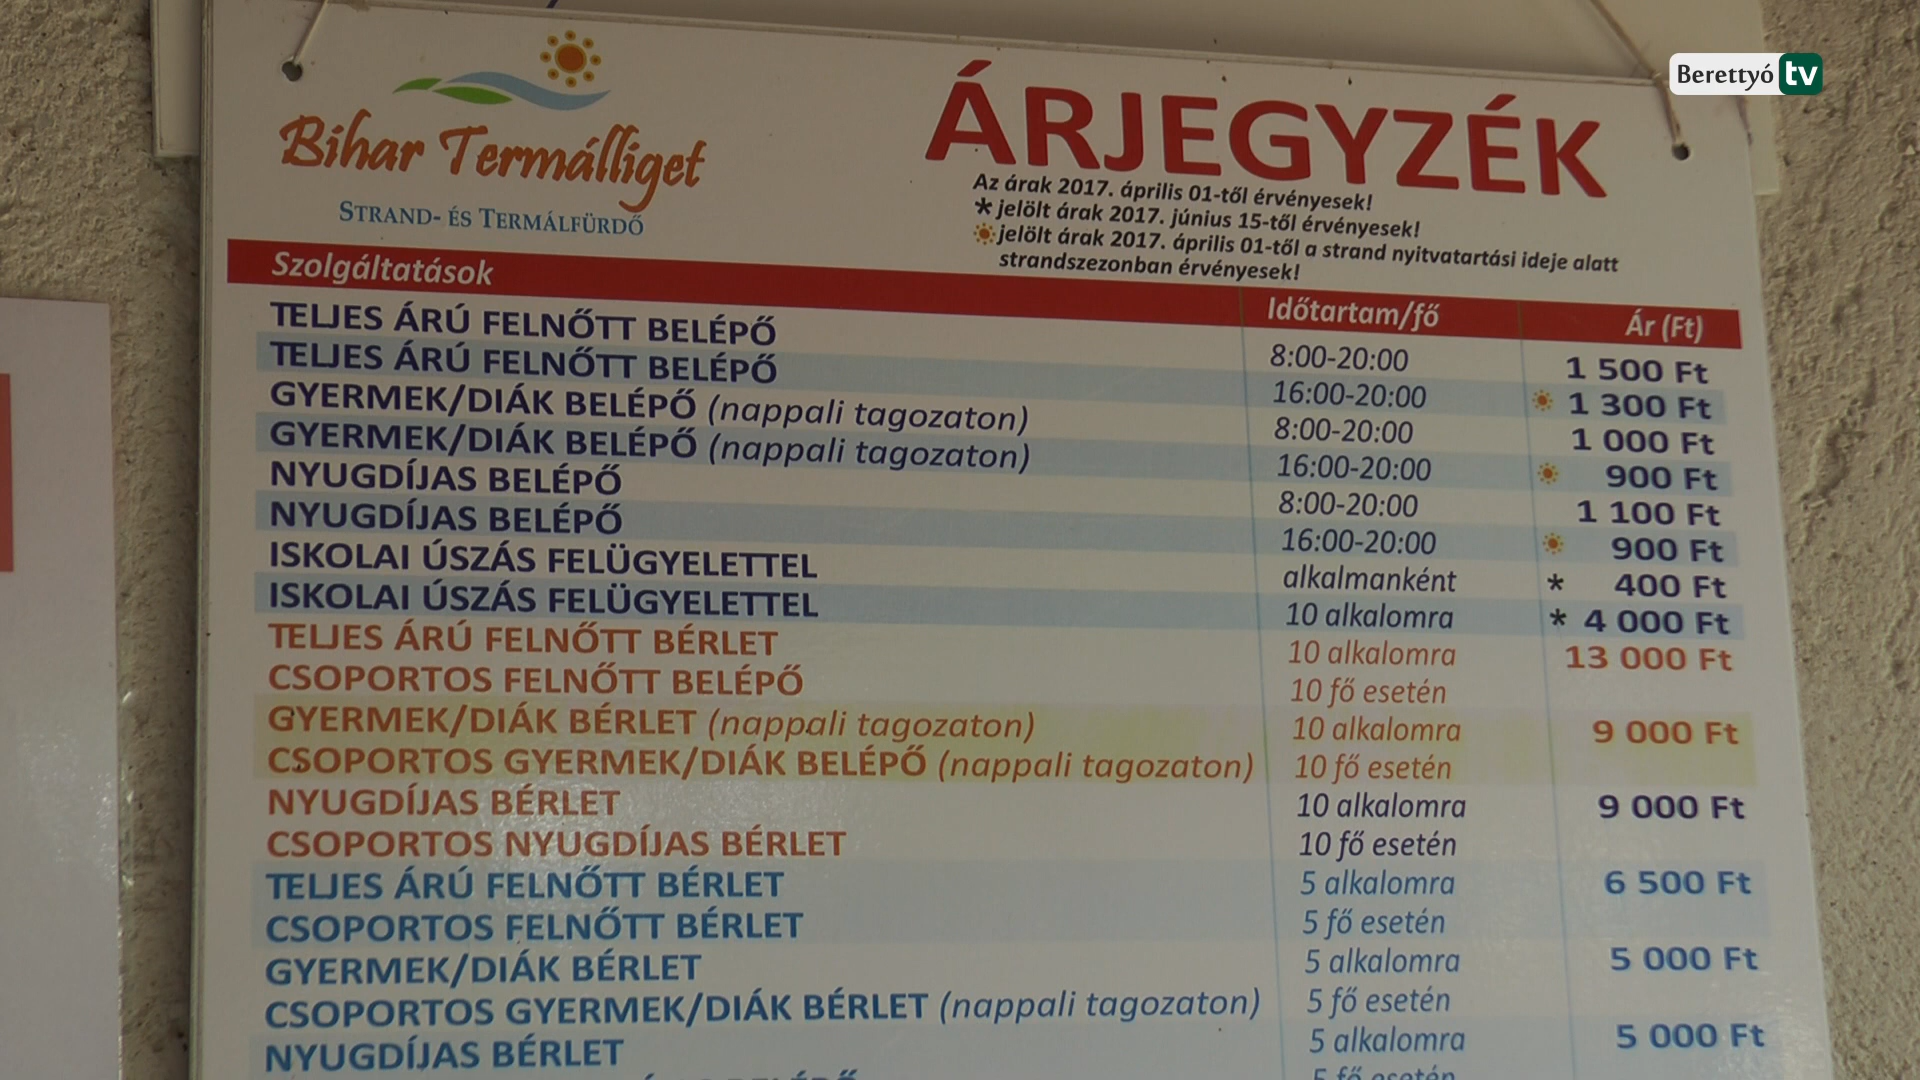 Berettyó tv
Bihar Termálliget
STRAND- ÉS TERMÁLFÜRDŐ
ÁRJEGYZÉK
Az árak 2017. április 01-től érvényesek!
* jelölt árak 2017. június 15-től érvényesek!
jelölt árak 2017. április 01-től a strand nyitvatartási ideje alatt
strandszezonban érvényesek!
Szolgáltatások Időtartam/fő Ár (Ft)
TELJES ÁRÚ FELNŐTT BELÉPŐ 8:00-20:00 1 500 Ft
TELJES ÁRÚ FELNŐTT BELÉPŐ 16:00-20:00 1 300 Ft
GYERMEK/DIÁK BELÉPŐ (nappali tagozaton) 8:00-20:00 1 000 Ft
GYERMEK/DIÁK BELÉPŐ (nappali tagozaton) 16:00-20:00 900 Ft
NYUGDÍJAS BELÉPŐ 8:00-20:00 1 100 Ft
NYUGDÍJAS BELÉPŐ 16:00-20:00 900 Ft
ISKOLAI ÚSZÁS FELÜGYELETTEL alkalmanként * 400 Ft
ISKOLAI ÚSZÁS FELÜGYELETTEL 10 alkalomra * 4 000 Ft
TELJES ÁRÚ FELNŐTT BÉRLET 10 alkalomra 13 000 Ft
CSOPORTOS FELNŐTT BELÉPŐ 10 fő esetén
GYERMEK/DIÁK BÉRLET (nappali tagozaton) 10 alkalomra 9 000 Ft
CSOPORTOS GYERMEK/DIÁK BELÉPŐ (nappali tagozaton) 10 fő esetén
NYUGDÍJAS BÉRLET 10 alkalomra 9 000 Ft
CSOPORTOS NYUGDÍJAS BÉRLET 10 fő esetén
TELJES ÁRÚ FELNŐTT BÉRLET 5 alkalomra 6 500 Ft
CSOPORTOS FELNŐTT BÉRLET 5 fő esetén
GYERMEK/DIÁK BÉRLET 5 alkalomra 5 000 Ft
CSOPORTOS GYERMEK/DIÁK BÉRLET (nappali tagozaton) 5 fő esetén
NYUGDÍJAS BÉRLET 5 alkalomra 5 000 Ft